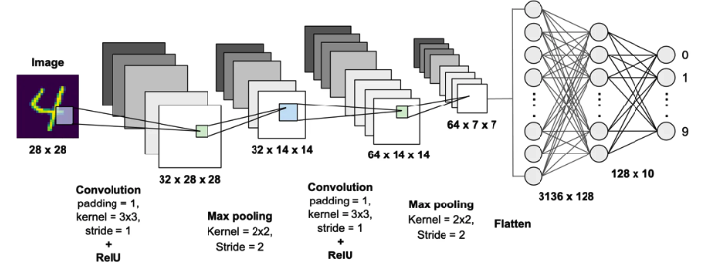 Image
28 x 28
32 x 28 x 28
Convolution
padding = 1,
kernel = 3x3,
stride = 1
+
RelU
32 x 14 x 14
Max pooling
Kernel = 2x2,
Stride = 2
64 x 14 x 14
Convolution
padding = 1,
kernel = 3x3,
stride = 1
+
RelU
64 x 7 x 7
Max pooling
Kernel = 2x2,
Stride = 2
Flatten
3136 x 128
128 x 10
0
1
9